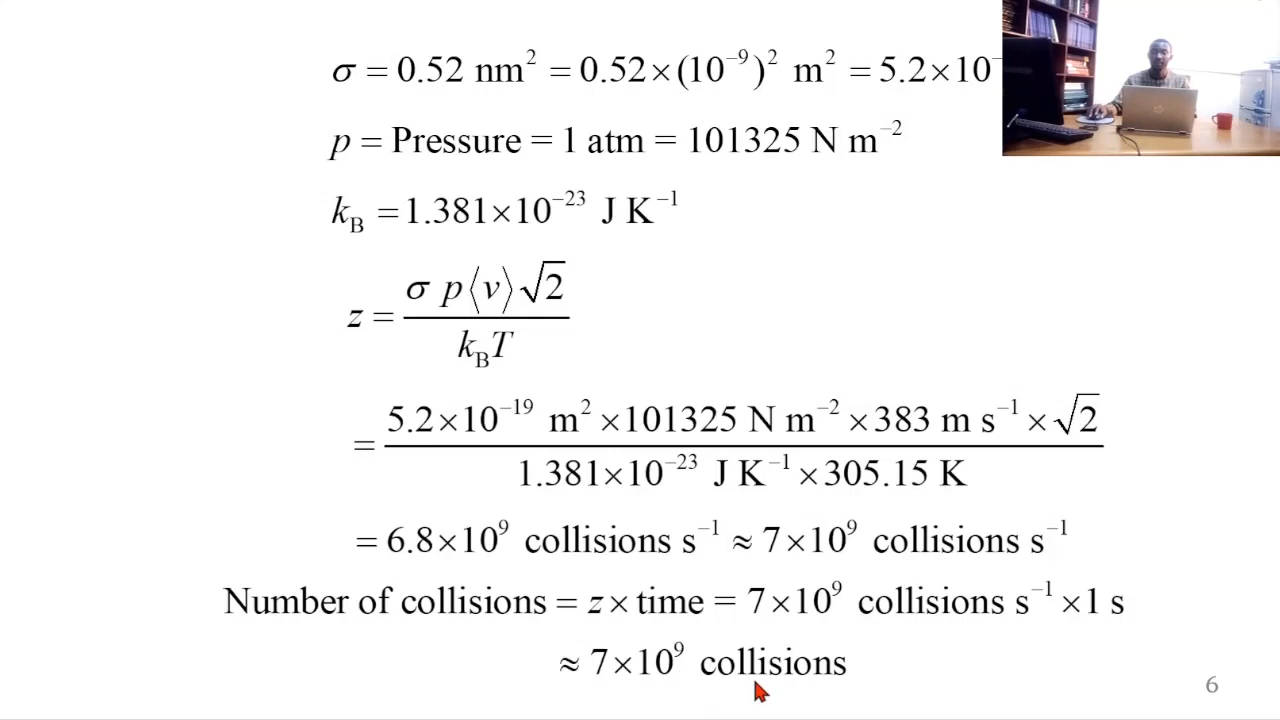 σ = 0.52 nm² = 0.52×(10⁻⁹)² m² = 5.2×10⁻
p = Pressure = 1 atm = 101325 N m⁻²
k_B = 1.381×10⁻²³ J K⁻¹
z = σ p⟨v⟩√2 / k_BT
= 5.2×10⁻¹⁹ m² ×101325 N m⁻² ×383 m s⁻¹ ×√2 / 1.381×10⁻²³ J K⁻¹ ×305.15 K
= 6.8×10⁹ collisions s⁻¹ ≈ 7×10⁹ collisions s⁻¹
Number of collisions = z × time = 7×10⁹ collisions s⁻¹ ×1 s
≈ 7×10⁹ collisions
6